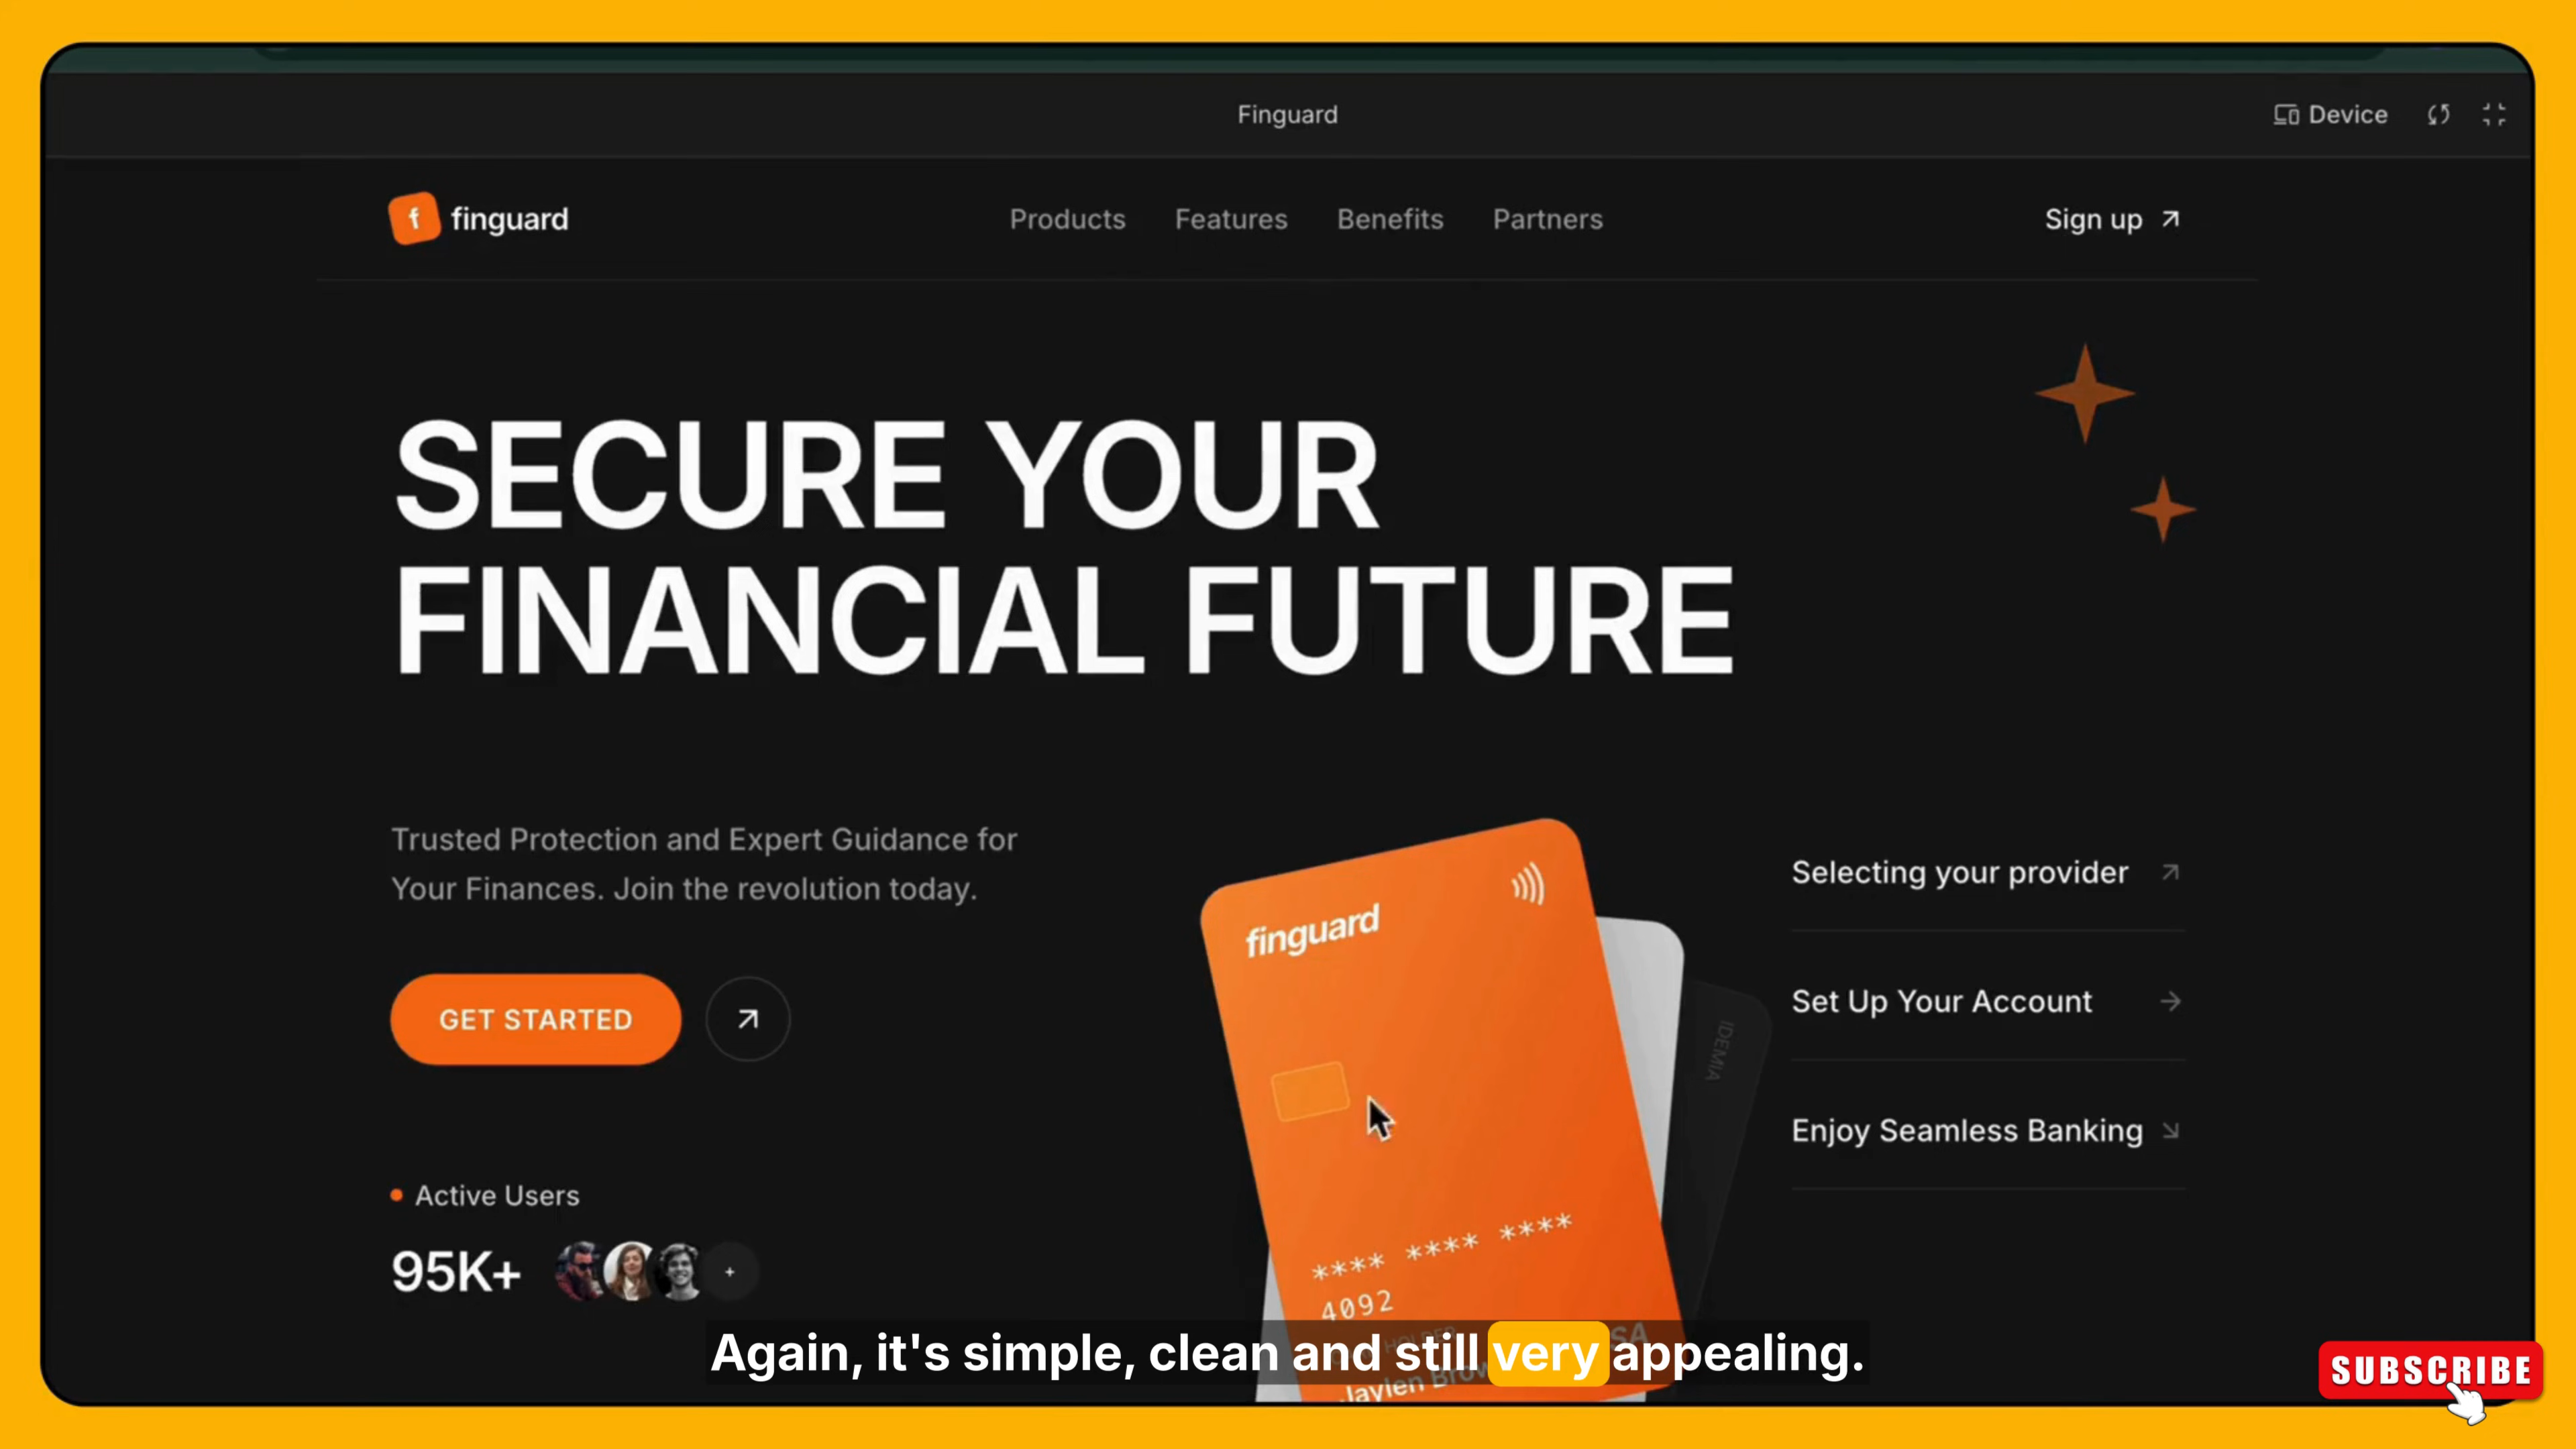 Finguard
Device
f finguard
Products Features Benefits Partners
Sign up
SECURE YOUR
FINANCIAL FUTURE
Trusted Protection and Expert Guidance for
Your Finances. Join the revolution today.
GET STARTED
Active Users
95K+
+
finguard
IDEMIA
**** **** ****
4092
Jaylen
Selecting your provider
Set Up Your Account
Enjoy Seamless Banking
Again, it's simple, clean and still very appealing.
SUBSCRIBE